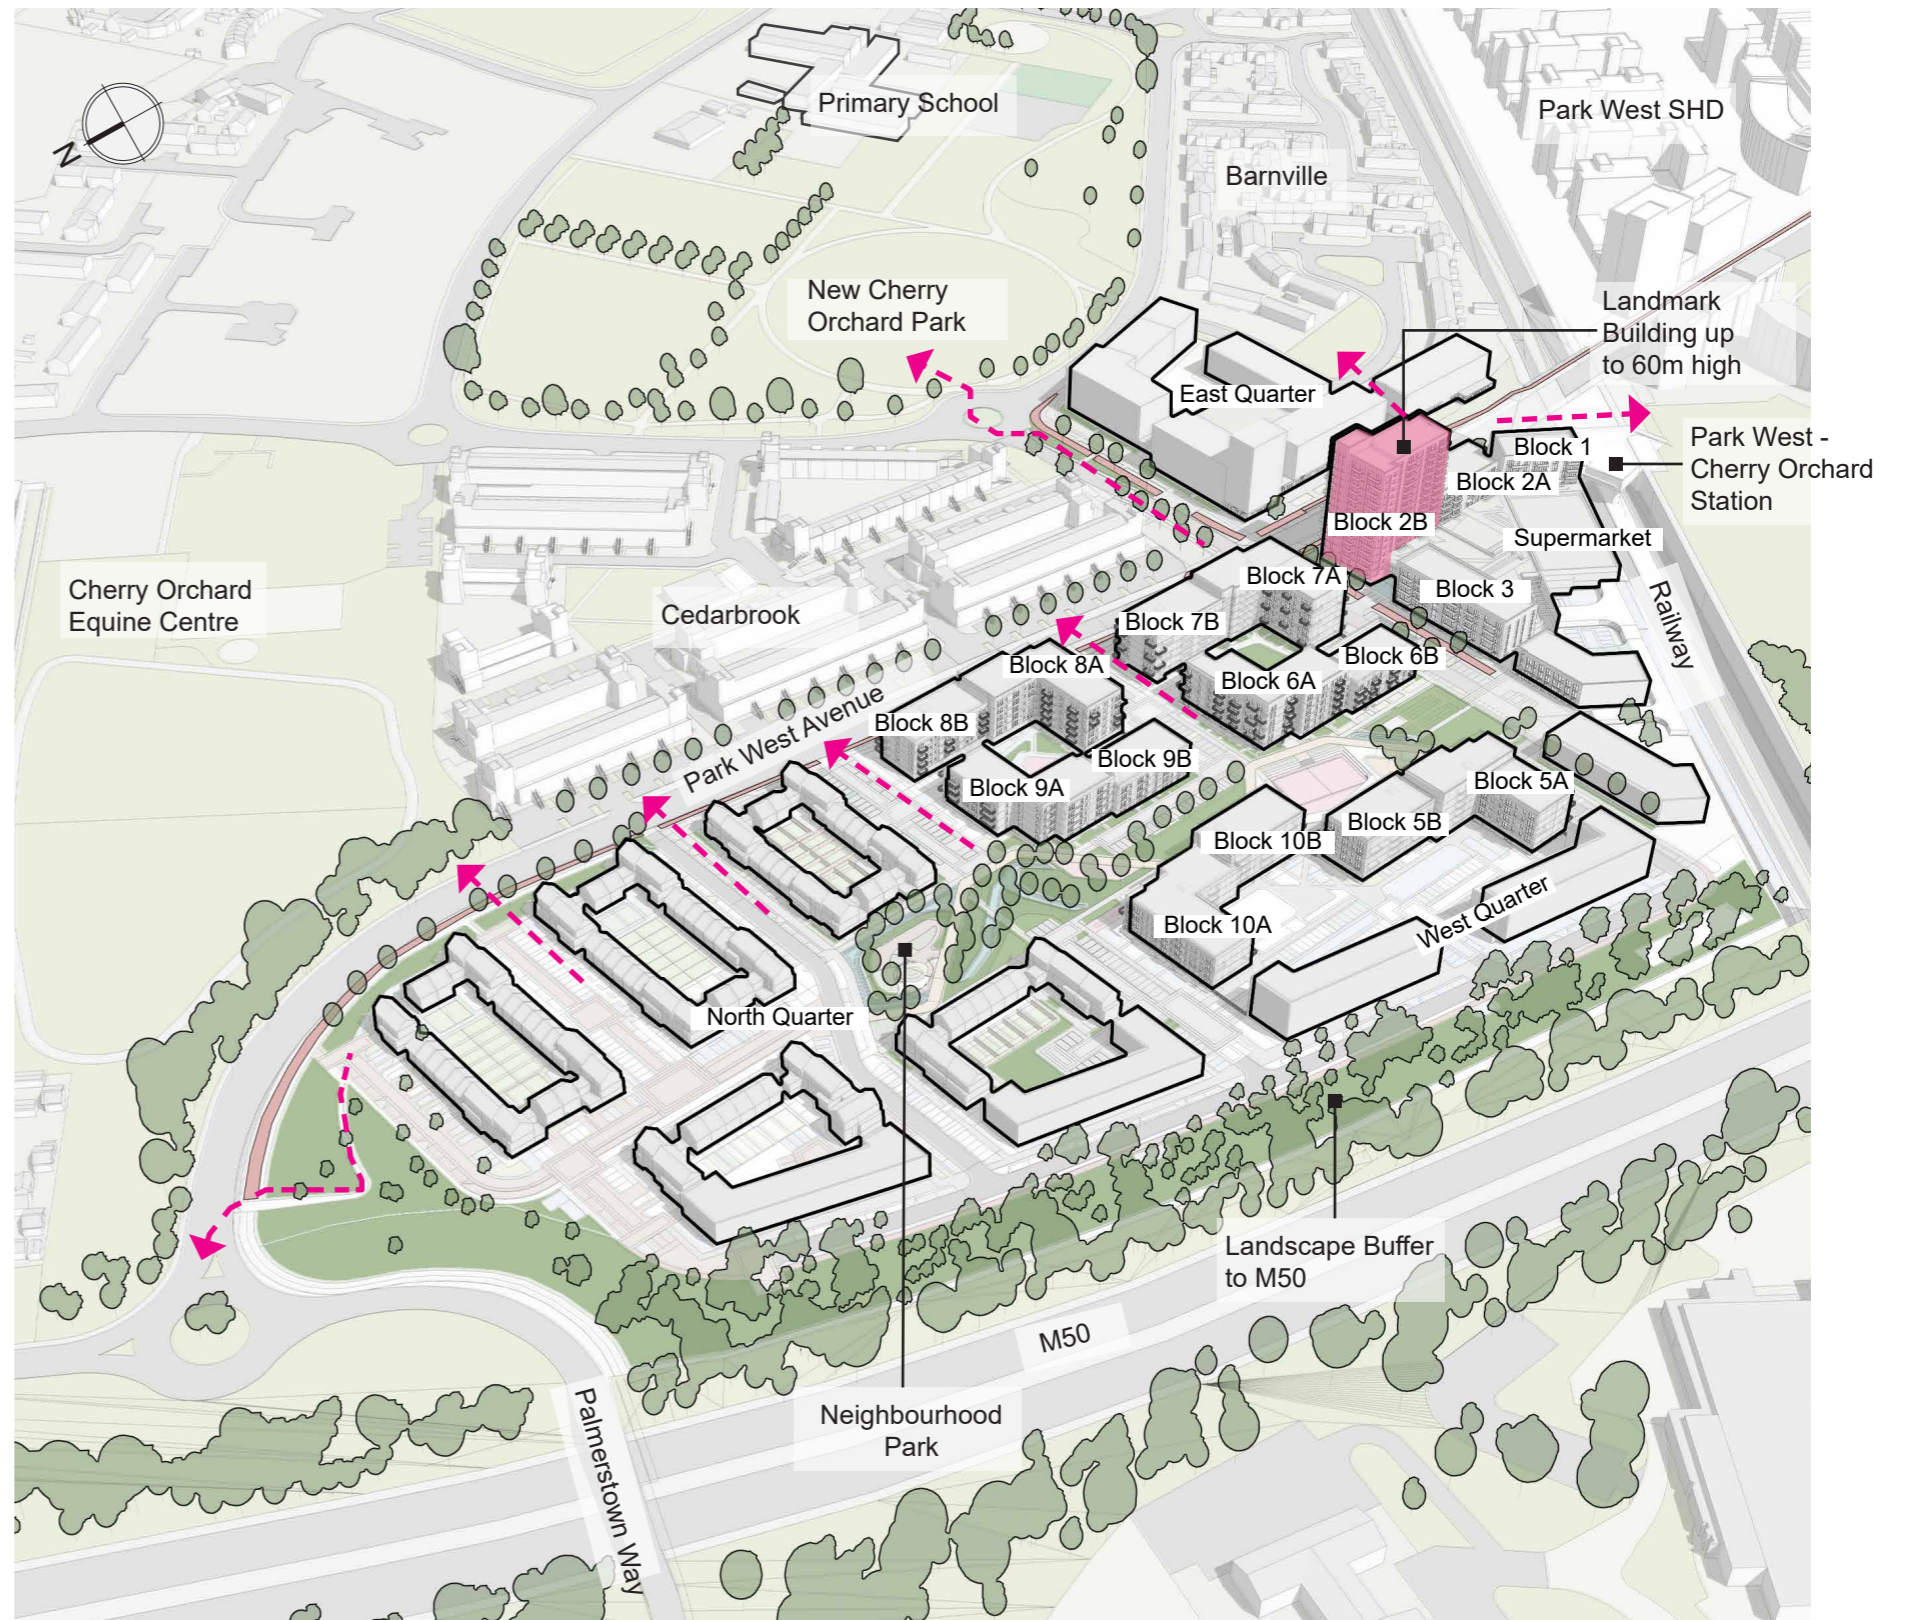 Primary School
Park West SHD
N
Barnville
New Cherry
Orchard Park
Landmark
Building up
to 60m high
East Quarter
Block 1
Park West -
Cherry Orchard
Station
Block 2A
Block 2B
Supermarket
Cherry Orchard
Equine Centre
Cedarbrook
Block 7A
Block 3
Railway
Block 7B
Block 6B
Block 8A
Block 6A
Park West Avenue
Block 8B
Block 9B
Block 9A
Block 5A
Block 5B
Block 10B
Block 10A
West Quarter
North Quarter
Landscape Buffer
to M50
M50
Neighbourhood
Park
Palmerstown Way